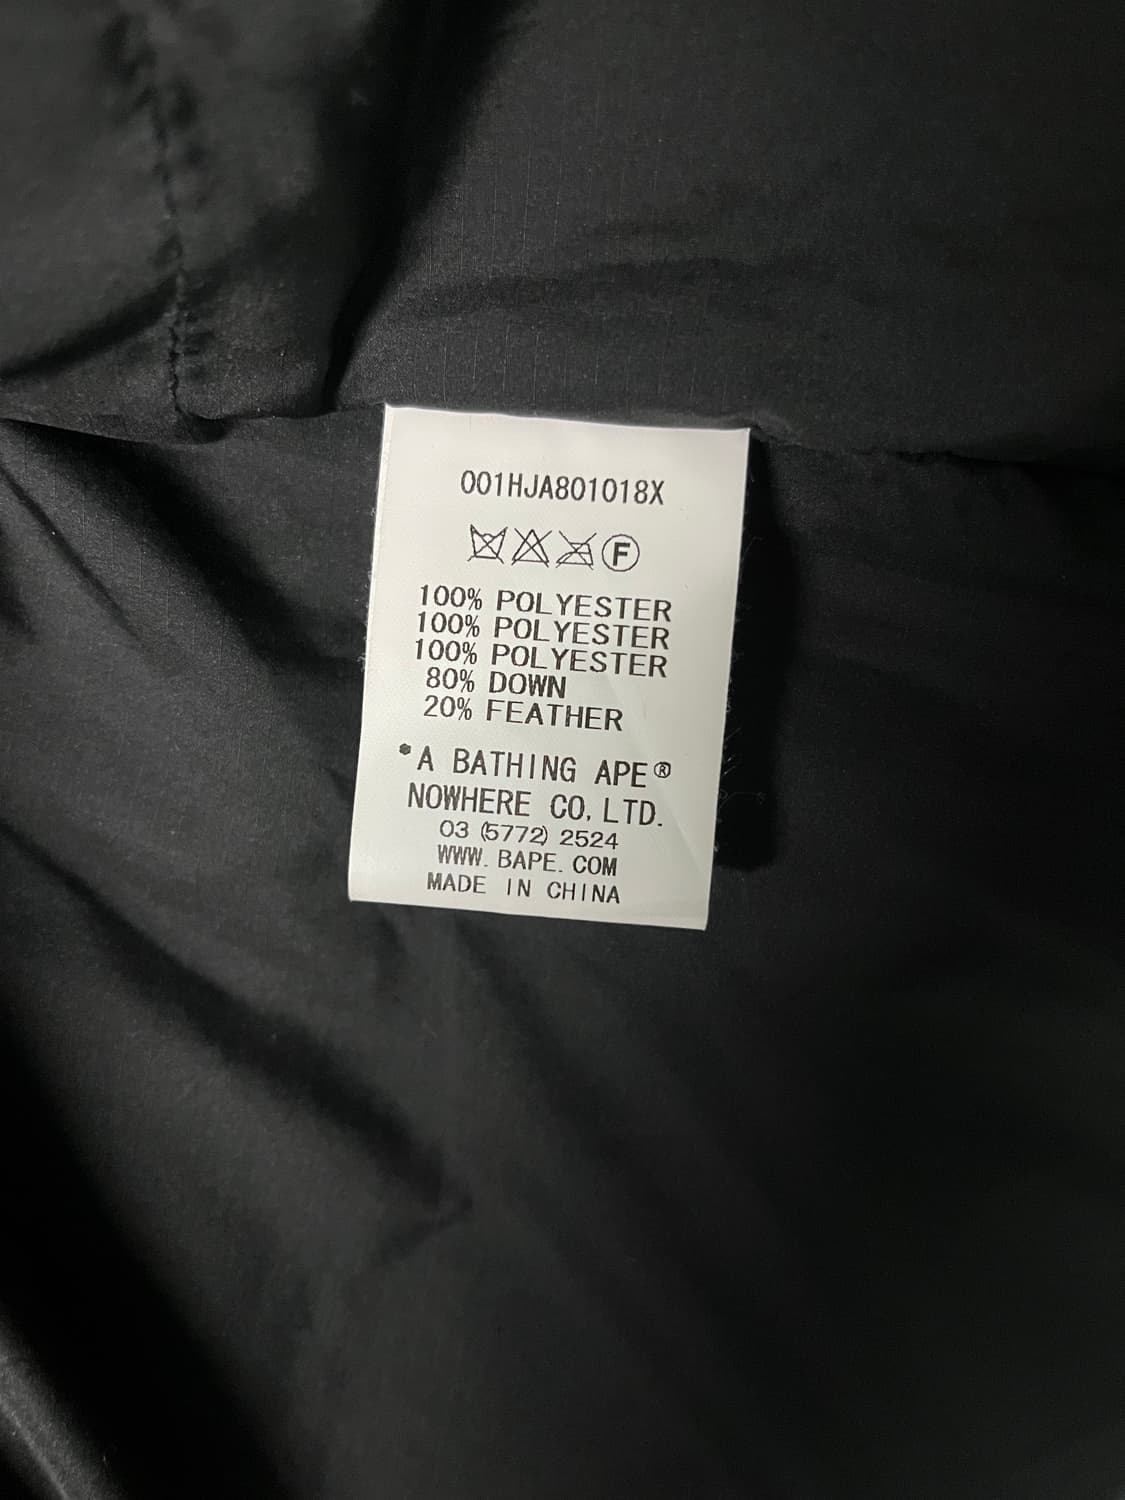 001HJA801018X
F
100% POLYESTER
100% POLYESTER
100% POLYESTER
80% DOWN
20% FEATHER
*A BATHING APE®
NOWHERE CO, LTD.
03 (5772) 2524
WWW. BAPE. COM
MADE IN CHINA